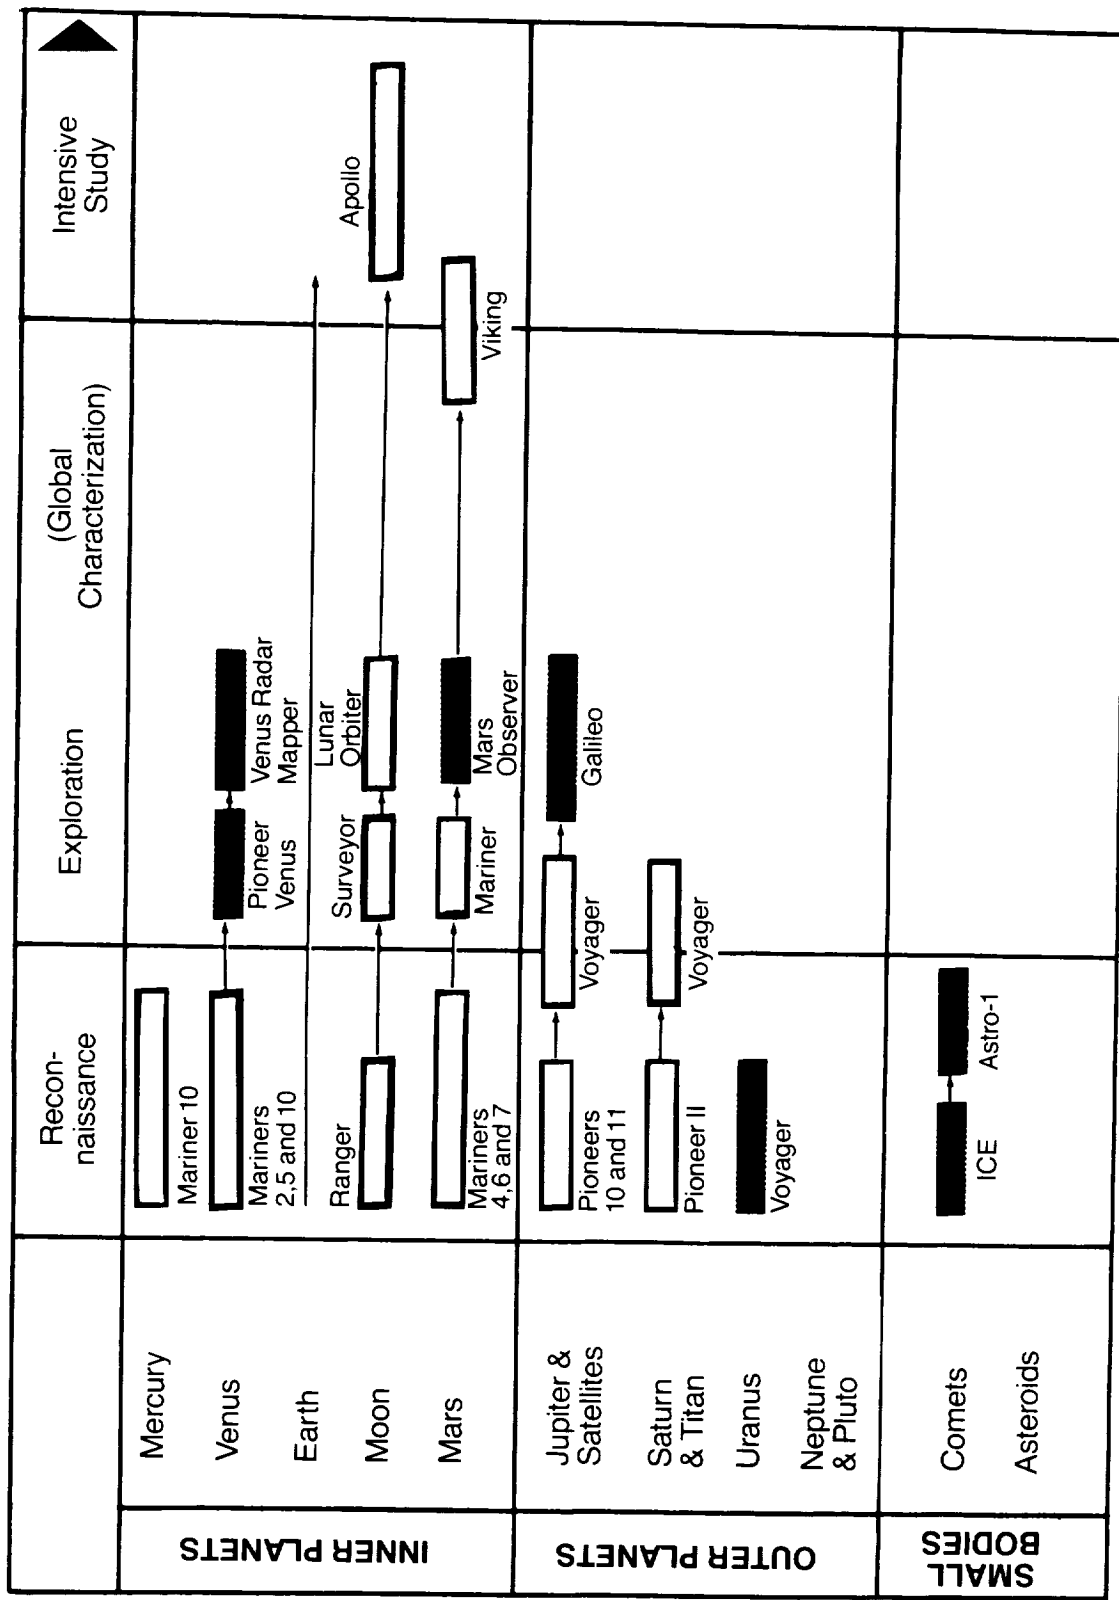 Recon-
naissance
Exploration
(Global
Characterization)
Intensive
Study
INNER PLANETS
Mercury
Mariner 10
Venus
Mariners
2,5 and 10
Pioneer
Venus
Venus Radar
Mapper
Earth
Moon
Ranger
Surveyor
Lunar
Orbiter
Apollo
Mars
Mariners
4,6 and 7
Mariner
Mars
Observer
Viking
OUTER PLANETS
Jupiter &
Satellites
Pioneers
10 and 11
Voyager
Galileo
Saturn
& Titan
Pioneer II
Voyager
Uranus
Voyager
Neptune
& Pluto
SMALL
BODIES
Comets
ICE
Astro-1
Asteroids